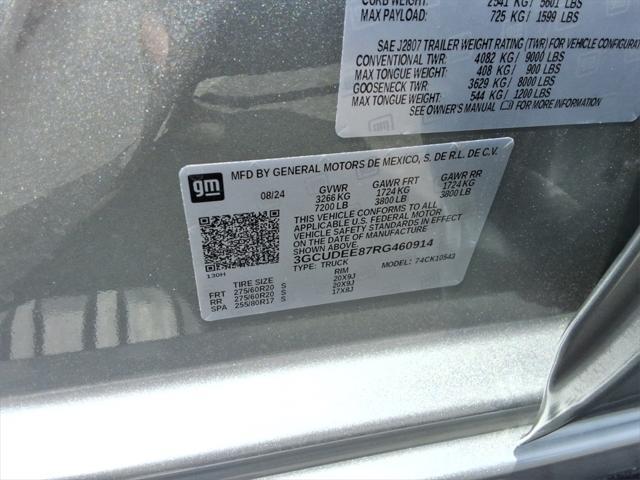 CURB WEIGHT: 2541 KG / 5601 LBS
MAX PAYLOAD: 725 KG / 1599 LBS
SAE J2807 TRAILER WEIGHT RATING (TWR) FOR VEHICLE CONFIGURAT
CONVENTIONAL TWR: 4082 KG / 9000 LBS
MAX TONGUE WEIGHT: 408 KG / 900 LBS
GOOSENECK TWR: 3629 KG / 8000 LBS
MAX TONGUE WEIGHT: 544 KG / 1200 LBS
SEE OWNER'S MANUAL FOR MORE INFORMATION
gm
gm
MFD BY GENERAL MOTORS DE MEXICO, S. DE R.L. DE C.V.
08/24 GVWR GAWR FRT GAWR RR
3266 KG 1724 KG 1724 KG
7200 LB 3800 LB 3800 LB
THIS VEHICLE CONFORMS TO ALL
APPLICABLE U.S. FEDERAL MOTOR
VEHICLE SAFETY STANDARDS IN EFFECT
ON THE DATE OF MANUFACTURE
SHOWN ABOVE.
3GCUDEE87RG460914
TYPE: TRUCK MODEL: 74CK10543
130H
TIRE SIZE RIM
FRT 275/60R20 S 20X9J
RR 275/60R20 S 20X9J
SPA 255/80R17 S 17X8J